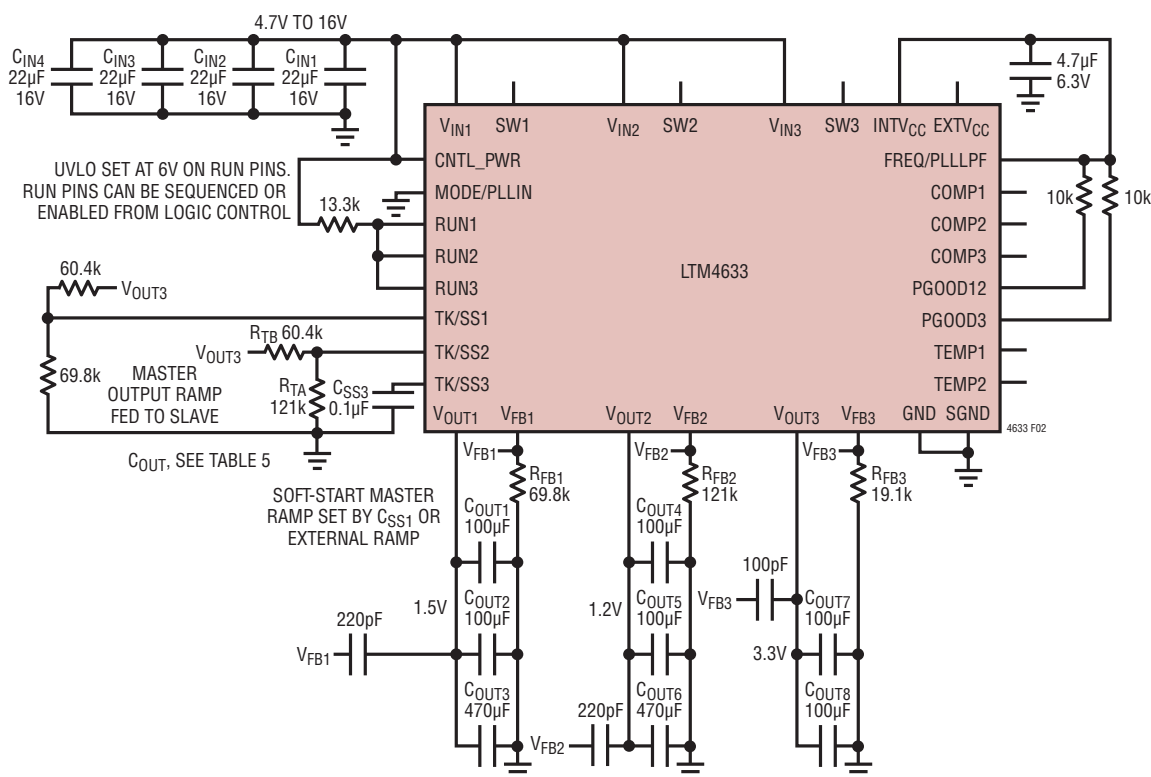 4.7V TO 16V
CIN4
22µF
16V
CIN3
22µF
16V
CIN2
22µF
16V
CIN1
22µF
16V
4.7µF
6.3V
VIN1
SW1
VIN2
SW2
VIN3
SW3
INTVCC
EXTVCC
UVLO SET AT 6V ON RUN PINS.
RUN PINS CAN BE SEQUENCED OR
ENABLED FROM LOGIC CONTROL
13.3k
CNTL_PWR
MODE/PLLIN
RUN1
RUN2
RUN3
TK/SS1
TK/SS2
TK/SS3
LTM4633
FREQ/PLLLPF
COMP1
COMP2
COMP3
PGOOD12
PGOOD3
TEMP1
TEMP2
10k
10k
60.4k
VOUT3
69.8k
RTB 60.4k
VOUT3
MASTER
OUTPUT RAMP
FED TO SLAVE
RTA
121k
CSS3
0.1µF
VOUT1
VFB1
VOUT2
VFB2
VOUT3
VFB3
GND
SGND
4633 F02
COUT, SEE TABLE 5
SOFT-START MASTER
RAMP SET BY CSS1 OR
EXTERNAL RAMP
VFB1
RFB1
69.8k
COUT1
100µF
1.5V
COUT2
100µF
220pF
VFB1
COUT3
470µF
VFB2
RFB2
121k
COUT4
100µF
1.2V
COUT5
100µF
220pF
VFB2
COUT6
470µF
VFB3
RFB3
19.1k
100pF
VFB3
COUT7
100µF
3.3V
COUT8
100µF